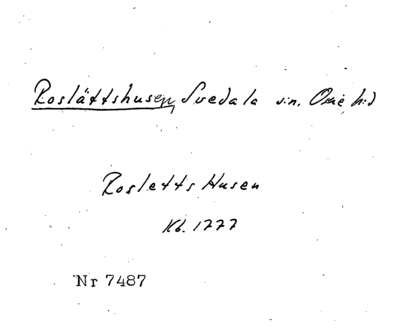 Roslättshusen, Svedala sn. Oxie hd
Rosletts Husen
Kb. 1777
Nr 7487